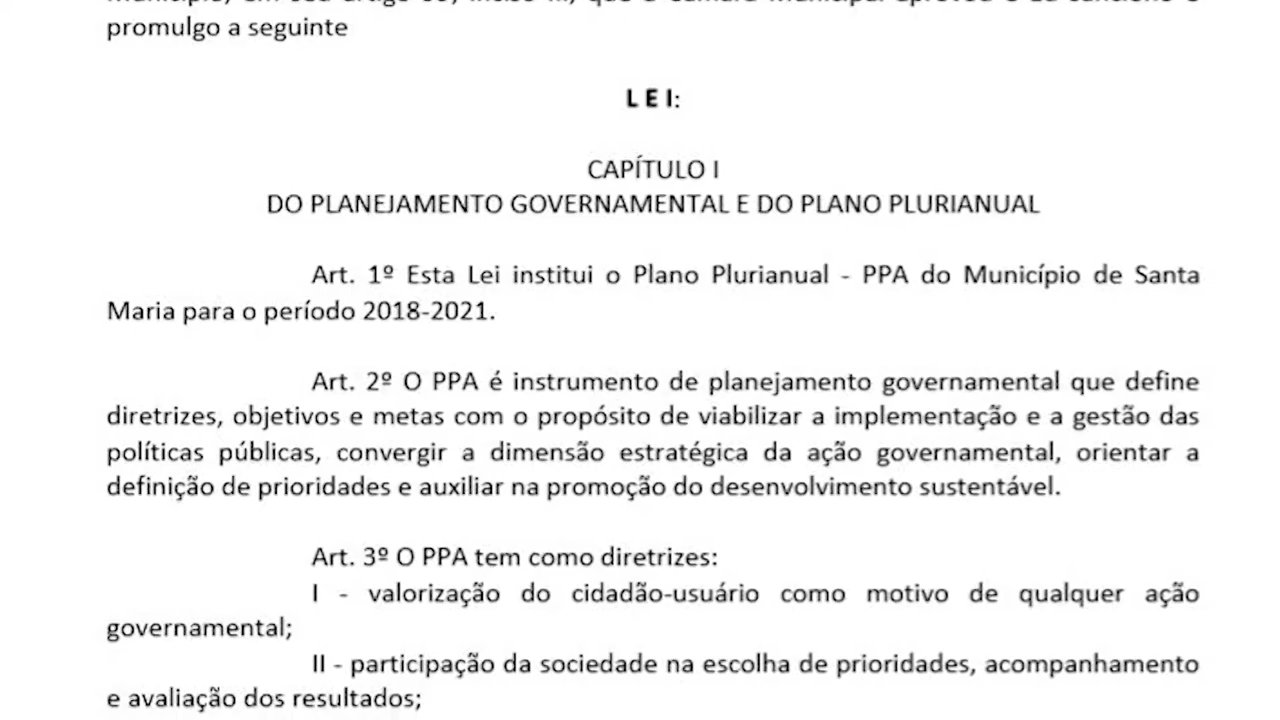 promulgo a seguinte
L E I:
CAPÍTULO I
DO PLANEJAMENTO GOVERNAMENTAL E DO PLANO PLURIANUAL
Art. 1º Esta Lei institui o Plano Plurianual - PPA do Município de Santa
Maria para o período 2018-2021.
Art. 2º O PPA é instrumento de planejamento governamental que define
diretrizes, objetivos e metas com o propósito de viabilizar a implementação e a gestão das
políticas públicas, convergir a dimensão estratégica da ação governamental, orientar a
definição de prioridades e auxiliar na promoção do desenvolvimento sustentável.
Art. 3º O PPA tem como diretrizes:
I - valorização do cidadão-usuário como motivo de qualquer ação
governamental;
II - participação da sociedade na escolha de prioridades, acompanhamento
e avaliação dos resultados;